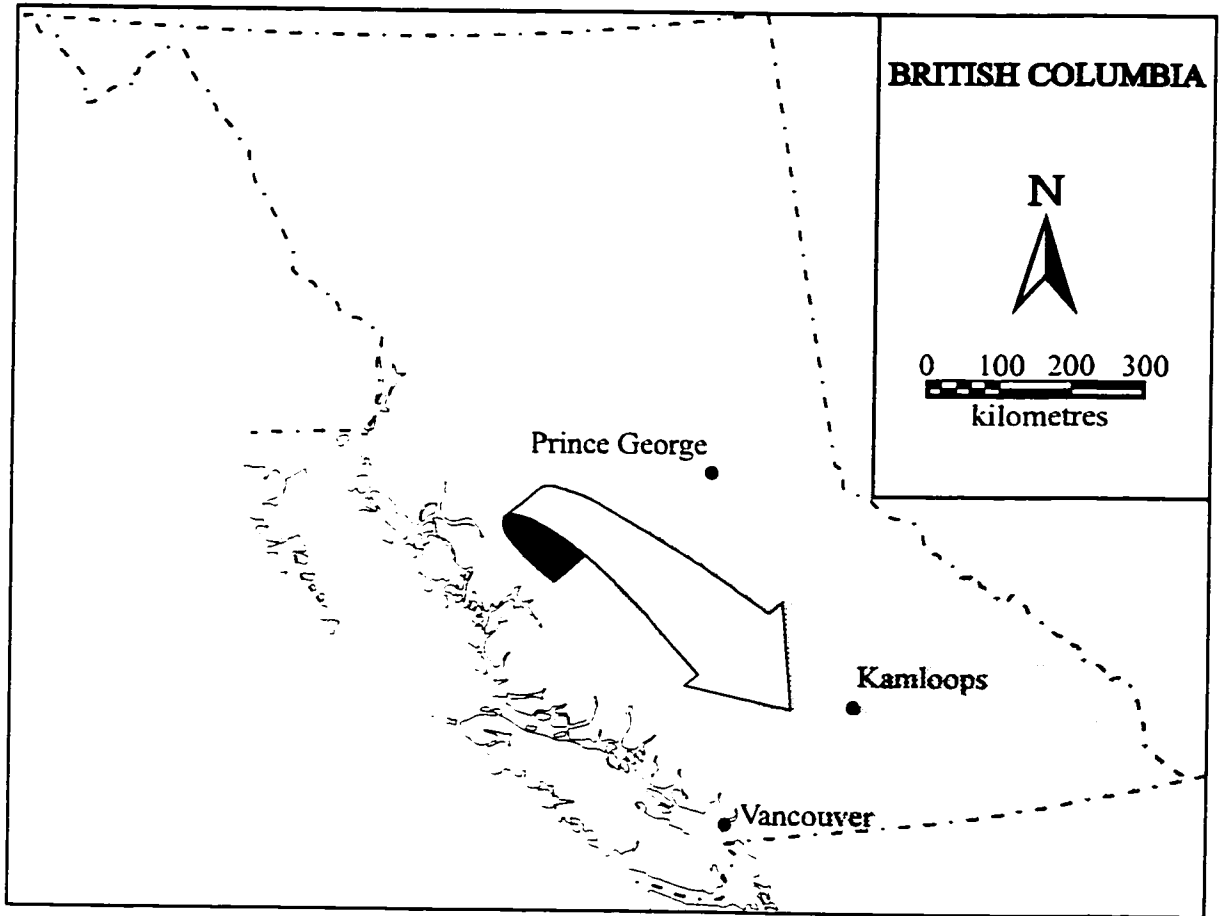 BRITISH COLUMBIA
N
0 100 200 300
kilometres
Prince George
Kamloops
Vancouver